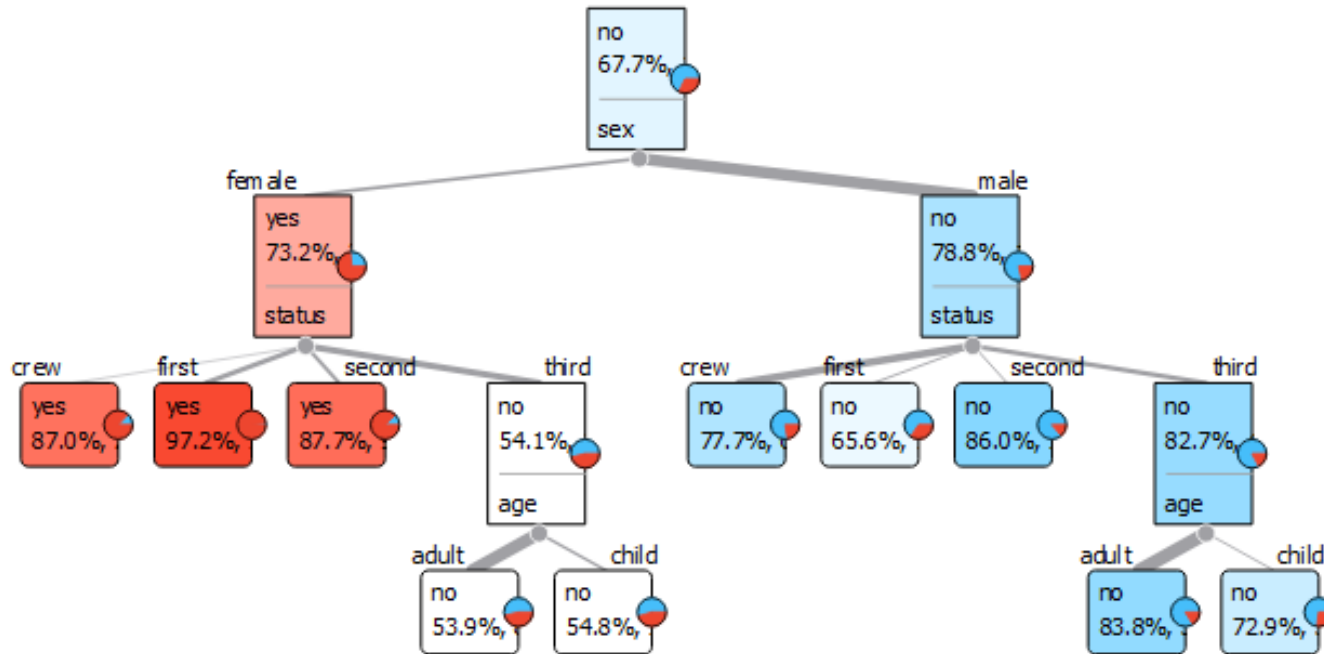 no
67.7%,
sex
female
male
yes
73.2%,
status
no
78.8%,
status
crew
first
second
third
crew
first
second
third
yes
87.0%,
yes
97.2%,
yes
87.7%,
no
54.1%,
age
no
77.7%,
no
65.6%,
no
86.0%,
no
82.7%,
age
adult
child
adult
child
no
53.9%,
no
54.8%,
no
83.8%,
no
72.9%,